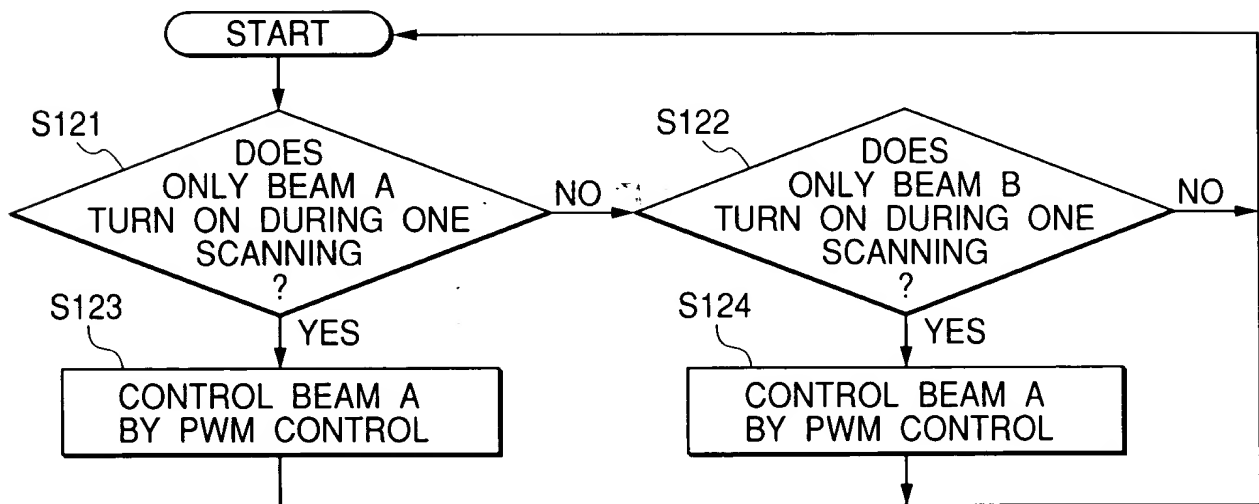 START
S121
DOES
ONLY BEAM A
TURN ON DURING ONE
SCANNING
?
NO
YES
S122
DOES
ONLY BEAM B
TURN ON DURING ONE
SCANNING
?
NO
YES
S123
CONTROL BEAM A
BY PWM CONTROL
S124
CONTROL BEAM A
BY PWM CONTROL